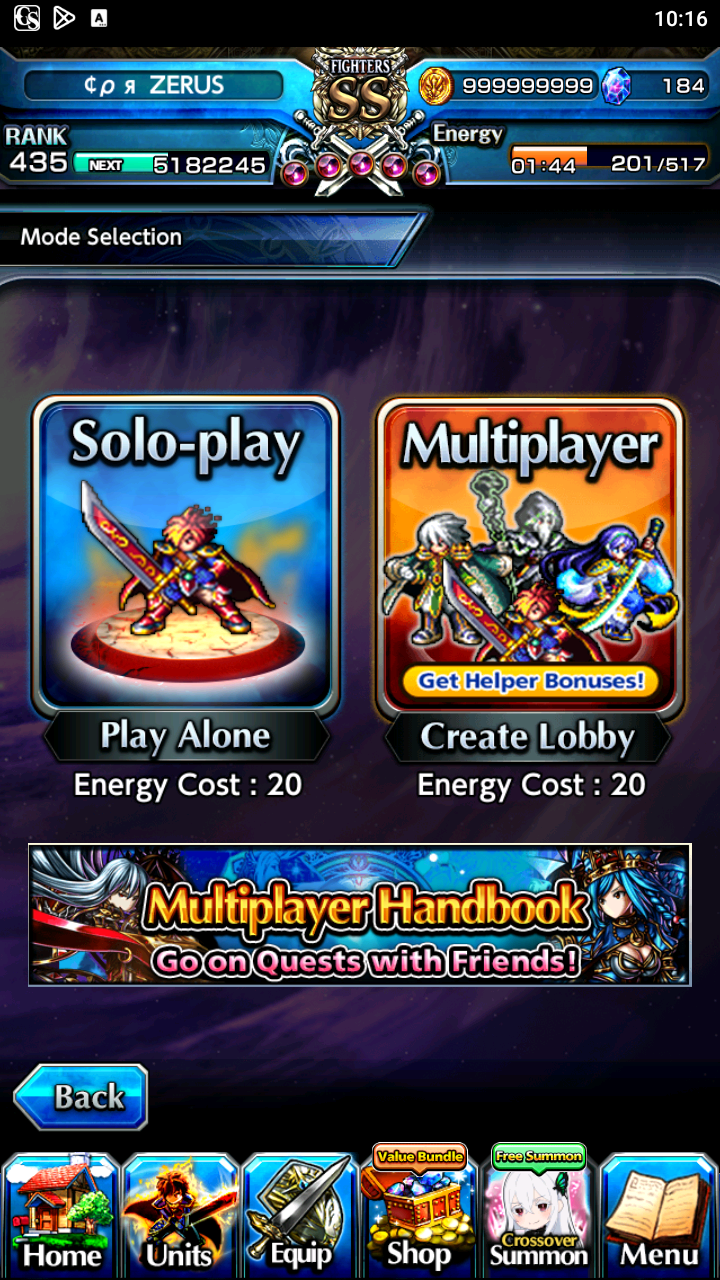 10:16
¢ρ я ZERUS
FIGHTERS
SS
999999999
184
RANK
435
NEXT
5182245
Energy
01:44
201/517
Mode Selection
Solo-play
Multiplayer
Get Helper Bonuses!
Play Alone
Create Lobby
Energy Cost : 20
Energy Cost : 20
Multiplayer Handbook
Go on Quests with Friends!
Back
Value Bundle
Free Summon
Home
Units
Equip
Shop
Crossover
Summon
Menu